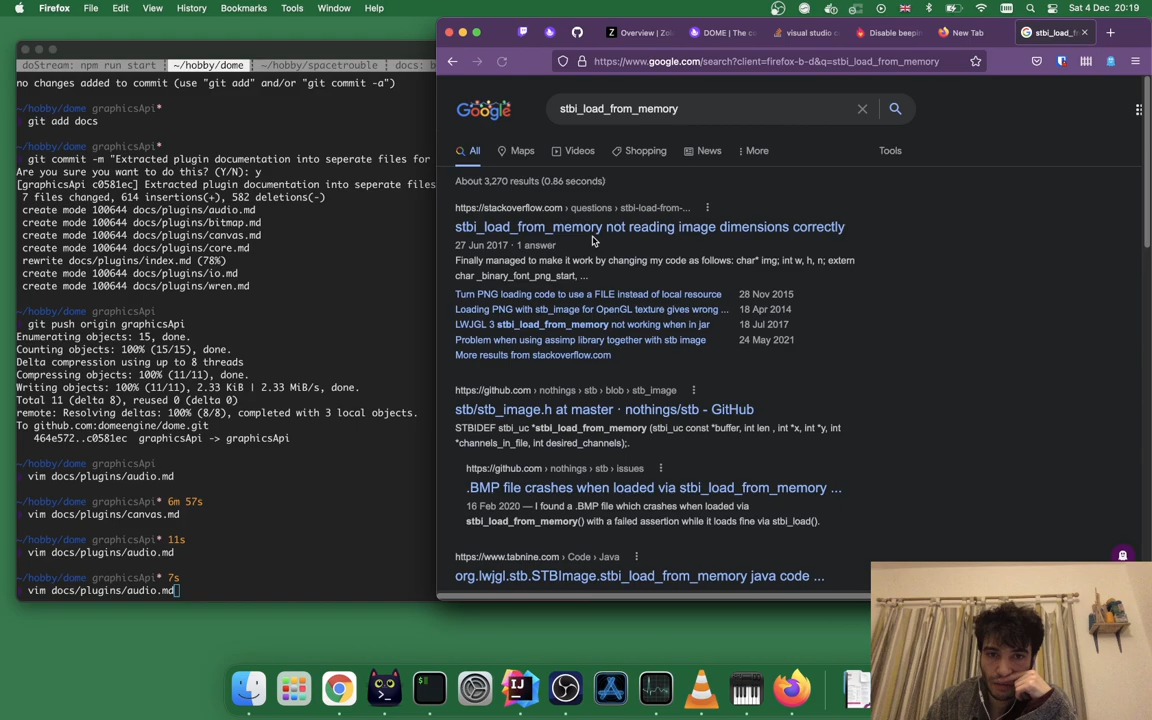 Firefox File Edit View History Bookmarks Tools Window Help
Sat 4 Dec 20:19
doStream: npm run start ~/hobby/dome ~/hobby/spacetrouble docs: b
no changes added to commit (use "git add" and/or "git commit -a")
~/hobby/dome graphicsApi*
git add docs
~/hobby/dome graphicsApi*
git commit -m "Extracted plugin documentation into seperate files for
Are you sure you want to do this? (Y/N): y
[graphicsApi c0581ec] Extracted plugin documentation into seperate files
7 files changed, 614 insertions(+), 582 deletions(-)
create mode 100644 docs/plugins/audio.md
create mode 100644 docs/plugins/bitmap.md
create mode 100644 docs/plugins/canvas.md
create mode 100644 docs/plugins/core.md
rewrite docs/plugins/index.md (78%)
create mode 100644 docs/plugins/io.md
create mode 100644 docs/plugins/wren.md
~/hobby/dome graphicsApi
git push origin graphicsApi
Enumerating objects: 15, done.
Counting objects: 100% (15/15), done.
Delta compression using up to 8 threads
Compressing objects: 100% (11/11), done.
Writing objects: 100% (11/11), 2.33 KiB | 2.33 MiB/s, done.
Total 11 (delta 8), reused 0 (delta 0)
remote: Resolving deltas: 100% (8/8), completed with 3 local objects.
To github.com:domeengine/dome.git
464e572..c0581ec graphicsApi -> graphicsApi
~/hobby/dome graphicsApi
vim docs/plugins/audio.md
~/hobby/dome graphicsApi* 6m 57s
vim docs/plugins/canvas.md
~/hobby/dome graphicsApi* 11s
vim docs/plugins/audio.md
~/hobby/dome graphicsApi* 7s
vim docs/plugins/audio.md
Overview | Zol DOME | The c visual studio c Disable beepin New Tab stbi_load_fr
https://www.google.com/search?client=firefox-b-d&q=stbi_load_from_memory
Google stbi_load_from_memory
All Maps Videos Shopping News More Tools
About 3,270 results (0.86 seconds)
https://stackoverflow.com › questions › stbi-load-from-...
stbi_load_from_memory not reading image dimensions correctly
27 Jun 2017 · 1 answer
Finally managed to make it work by changing my code as follows: char* img; int w, h, n; extern
char _binary_font_png_start, ...
Turn PNG loading code to use a FILE instead of local resource 28 Nov 2015
Loading PNG with stb_image for OpenGL texture gives wrong ... 18 Apr 2014
LWJGL 3 stbi_load_from_memory not working when in jar 18 Jul 2017
Problem when using assimp library together with stb image 24 May 2021
More results from stackoverflow.com
https://github.com › nothings › stb › blob › stb_image
stb/stb_image.h at master · nothings/stb - GitHub
STBIDEF stbi_uc *stbi_load_from_memory (stbi_uc const *buffer, int len , int *x, int *y, int
*channels_in_file, int desired_channels);.
https://github.com › nothings › stb › issues
.BMP file crashes when loaded via stbi_load_from_memory ...
16 Feb 2020 — I found a .BMP file which crashes when loaded via
stbi_load_from_memory() with a failed assertion while it loads fine via stbi_load().
https://www.tabnine.com › Code › Java
org.lwjgl.stb.STBImage.stbi_load_from_memory java code ...